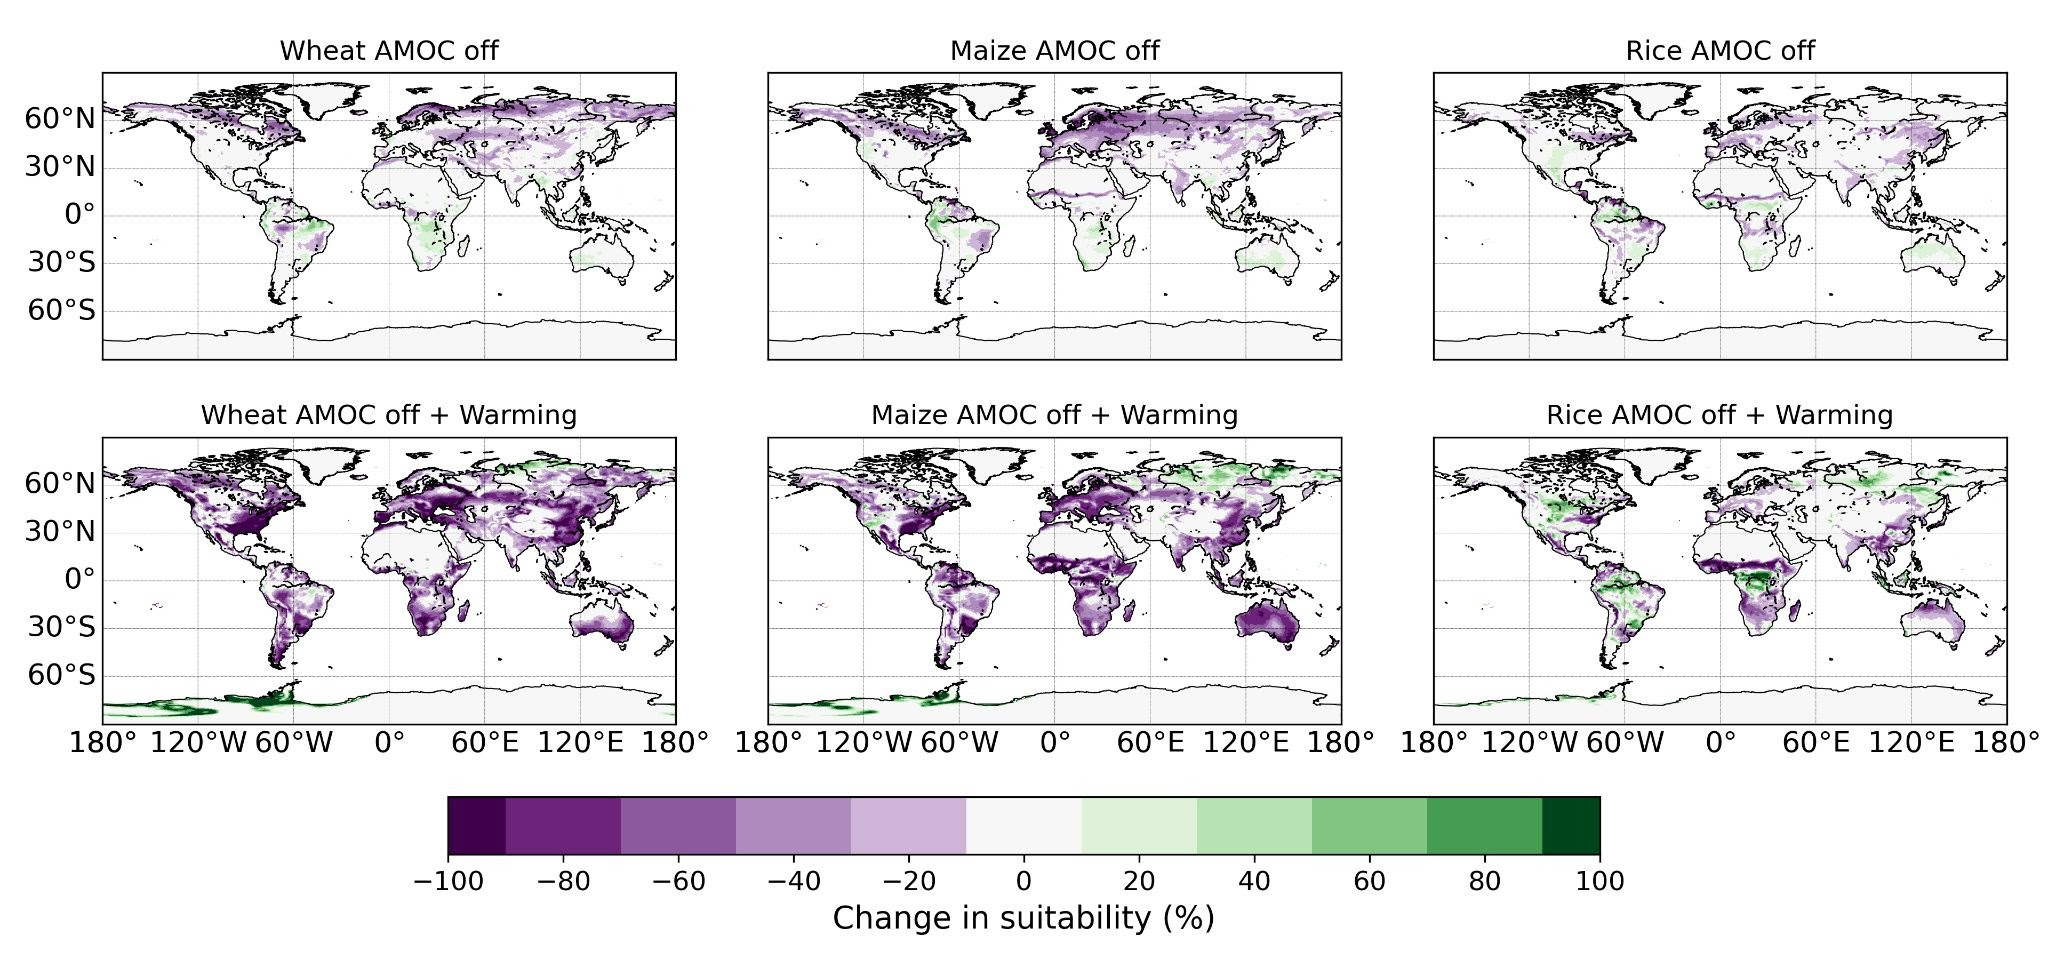 Wheat AMOC off
Maize AMOC off
Rice AMOC off
60°N
30°N
0°
30°S
60°S
Wheat AMOC off + Warming
Maize AMOC off + Warming
Rice AMOC off + Warming
60°N
30°N
0°
30°S
60°S
180° 120°W 60°W 0° 60°E 120°E 180°
180° 120°W 60°W 0° 60°E 120°E 180°
180° 120°W 60°W 0° 60°E 120°E 180°
−100 −80 −60 −40 −20 0 20 40 60 80 100
Change in suitability (%)